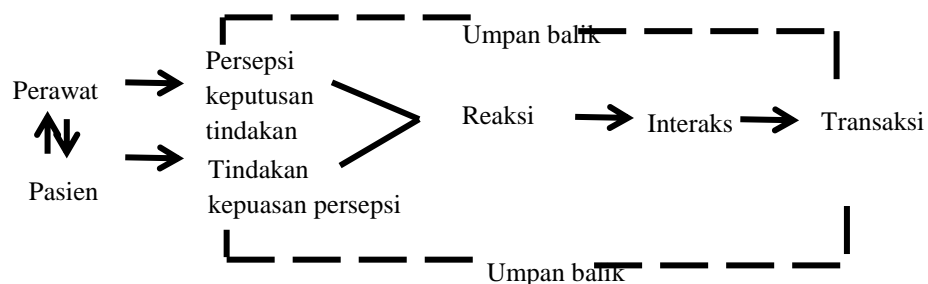 Umpan balik
Perawat
Persepsi
keputusan
tindakan
Reaksi
Interaks
Transaksi
Pasien
Tindakan
kepuasan persepsi
Umpan balik